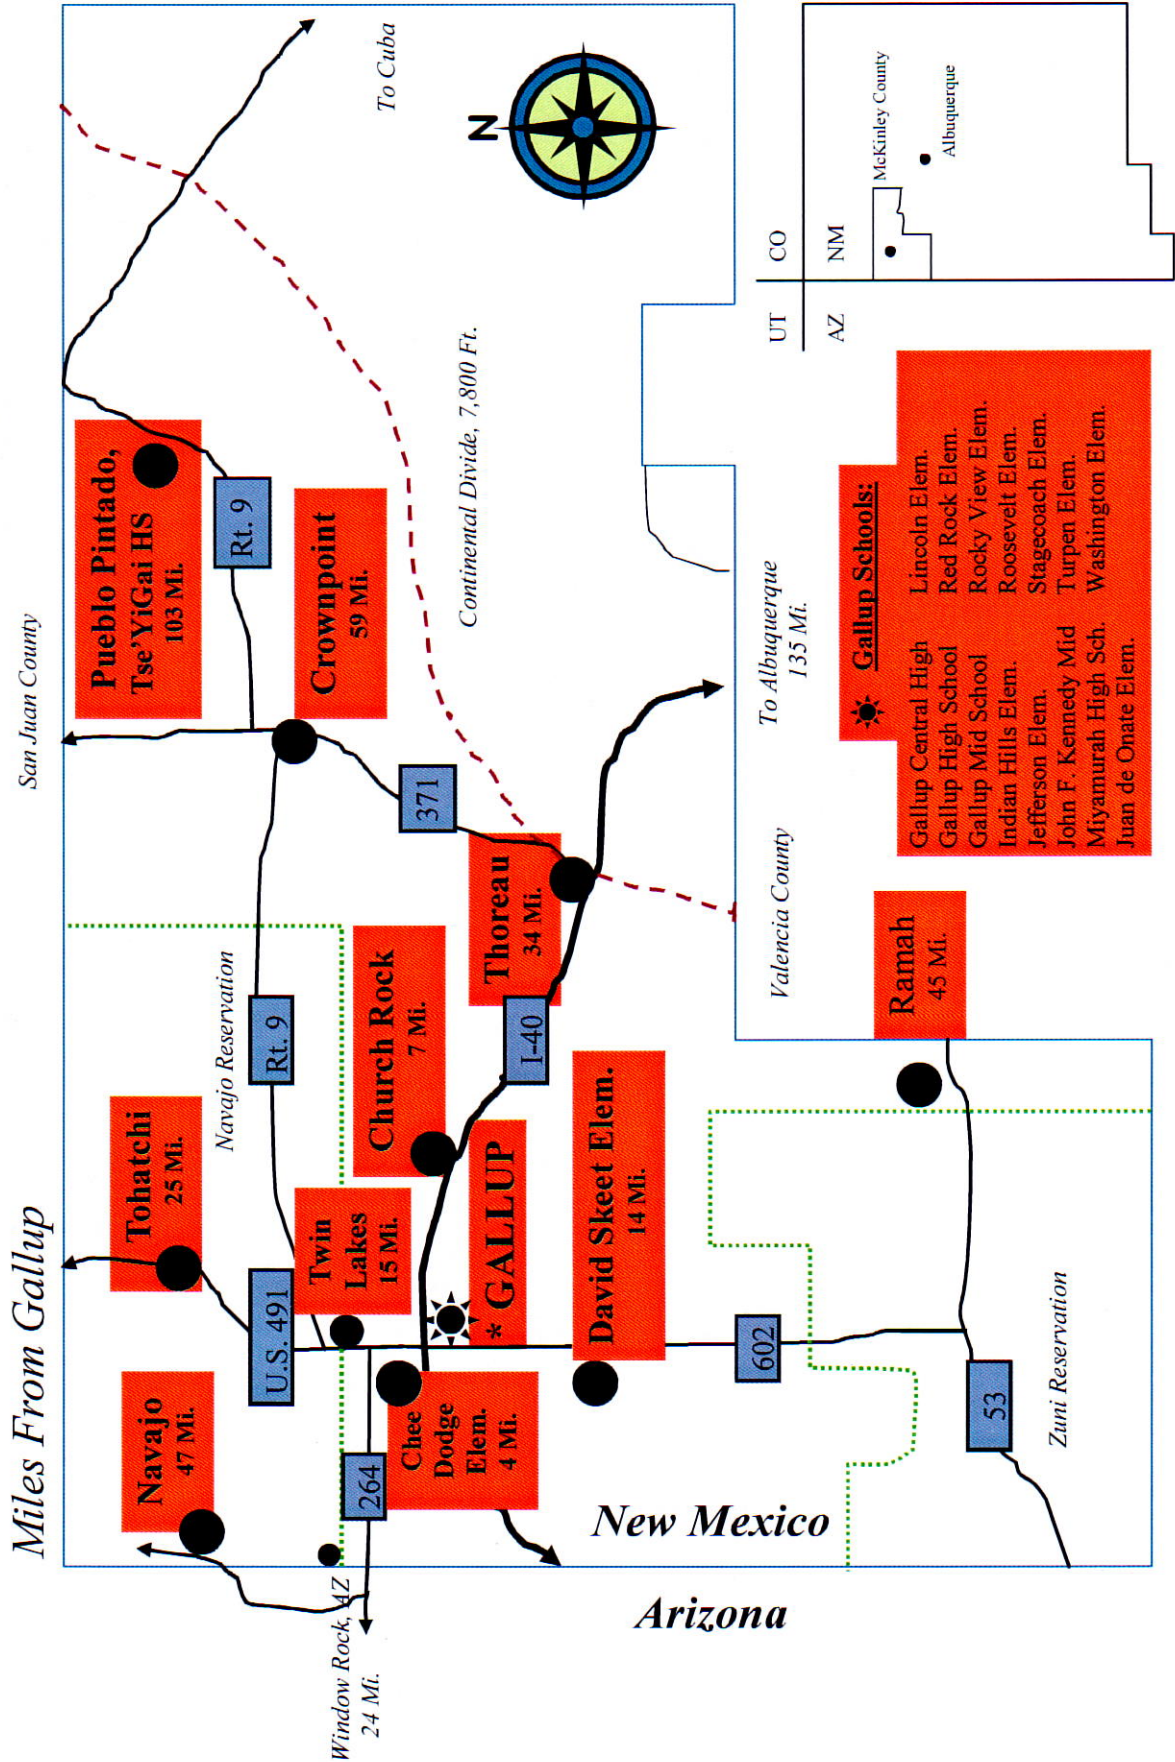 Miles From Gallup
San Juan County
Navajo
47 Mi.
Tohatchi
25 Mi.
Pueblo Pintado,
Tse'YiGai HS
103 Mi.
Navajo Reservation
U.S. 491
Rt. 9
Rt. 9
Crownpoint
59 Mi.
To Cuba
Window Rock, AZ
24 Mi.
264
Twin
Lakes
15 Mi.
Church Rock
7 Mi.
371
Continental Divide, 7,800 Ft.
N
Chee
Dodge
Elem.
4 Mi.
* GALLUP
I-40
Thoreau
34 Mi.
David Skeet Elem.
14 Mi.
New Mexico
Arizona
602
Valencia County
To Albuquerque
135 Mi.
Ramah
45 Mi.
53
Zuni Reservation
Gallup Schools:
Gallup Central High
Gallup High School
Gallup Mid School
Indian Hills Elem.
Jefferson Elem.
John F. Kennedy Mid
Miyamurah High Sch.
Juan de Onate Elem.
Lincoln Elem.
Red Rock Elem.
Rocky View Elem.
Roosevelt Elem.
Stagecoach Elem.
Turpen Elem.
Washington Elem.
UT
CO
AZ
NM
McKinley County
Albuquerque